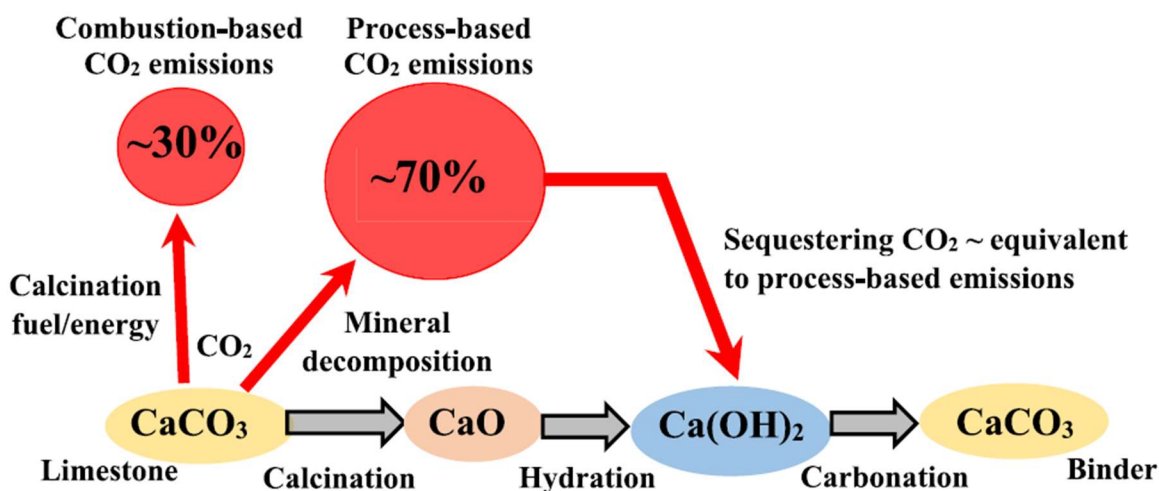 Combustion-based
CO₂ emissions
Process-based
CO₂ emissions
~30%
~70%
Sequestering CO₂ ~ equivalent
to process-based emissions
Calcination
fuel/energy
CO₂
Mineral
decomposition
CaCO₃
CaO
Ca(OH)₂
CaCO₃
Limestone
Calcination
Hydration
Carbonation
Binder